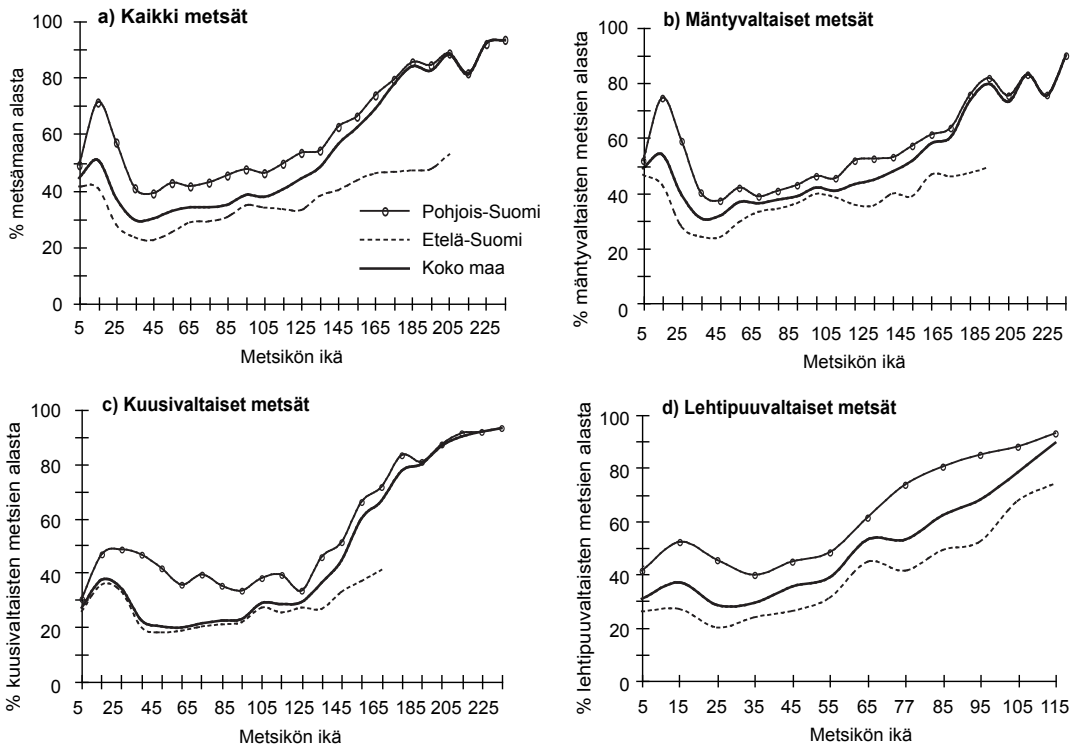 a) Kaikki metsät
% metsämaan alasta
100
80
60
40
20
0
Pohjois-Suomi
Etelä-Suomi
Koko maa
5 25 45 65 85 105 125 145 165 185 205 225
Metsikön ikä
b) Mäntyvaltaiset metsät
% mäntyvaltaisten metsien alasta
100
80
60
40
20
0
5 25 45 65 85 105 125 145 165 185 205 225
Metsikön ikä
c) Kuusivaltaiset metsät
% kuusivaltaisten metsien alasta
100
80
60
40
20
0
5 25 45 65 85 105 125 145 165 185 205 225
Metsikön ikä
d) Lehtipuuvaltaiset metsät
% lehtipuuvaltaisten metsien alasta
100
80
60
40
20
0
5 15 25 35 45 55 65 77 85 95 105 115
Metsikön ikä